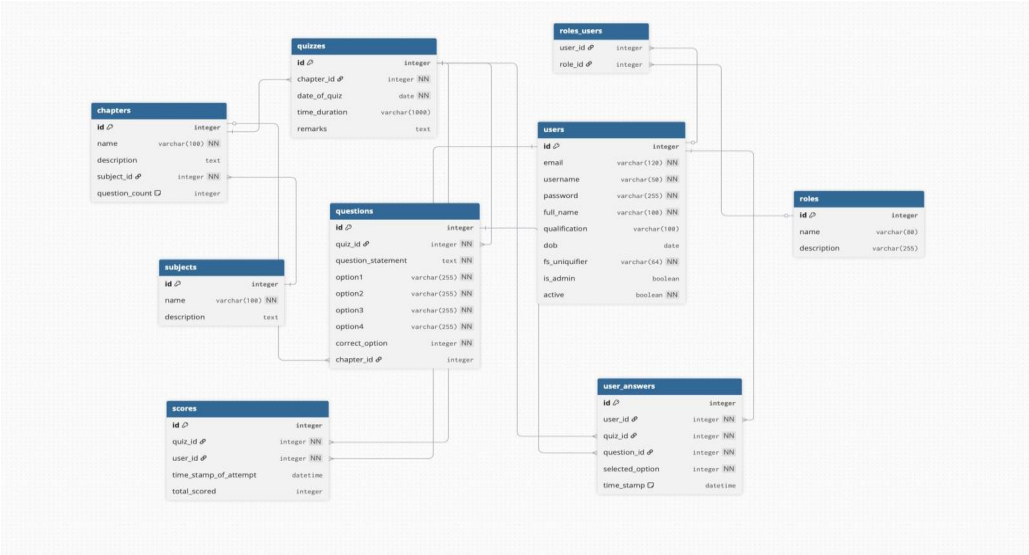 quizzes
id integer
chapter_id integer NN
date_of_quiz date NN
time_duration varchar(1000)
remarks text
roles_users
user_id integer
role_id integer
chapters
id integer
name varchar(100) NN
description text
subject_id integer NN
question_count integer
users
id integer
email varchar(120) NN
username varchar(50) NN
password varchar(255) NN
full_name varchar(100) NN
qualification varchar(100)
dob date
fs_uniquifier varchar(64) NN
is_admin boolean
active boolean NN
roles
id integer
name varchar(80)
description varchar(255)
questions
id integer
quiz_id integer NN
question_statement text NN
option1 varchar(255) NN
option2 varchar(255) NN
option3 varchar(255) NN
option4 varchar(255) NN
correct_option integer NN
chapter_id integer
subjects
id integer
name varchar(100) NN
description text
user_answers
id integer
user_id integer NN
quiz_id integer NN
question_id integer NN
selected_option integer NN
time_stamp datetime
scores
id integer
quiz_id integer NN
user_id integer NN
time_stamp_of_attempt datetime
total_scored integer